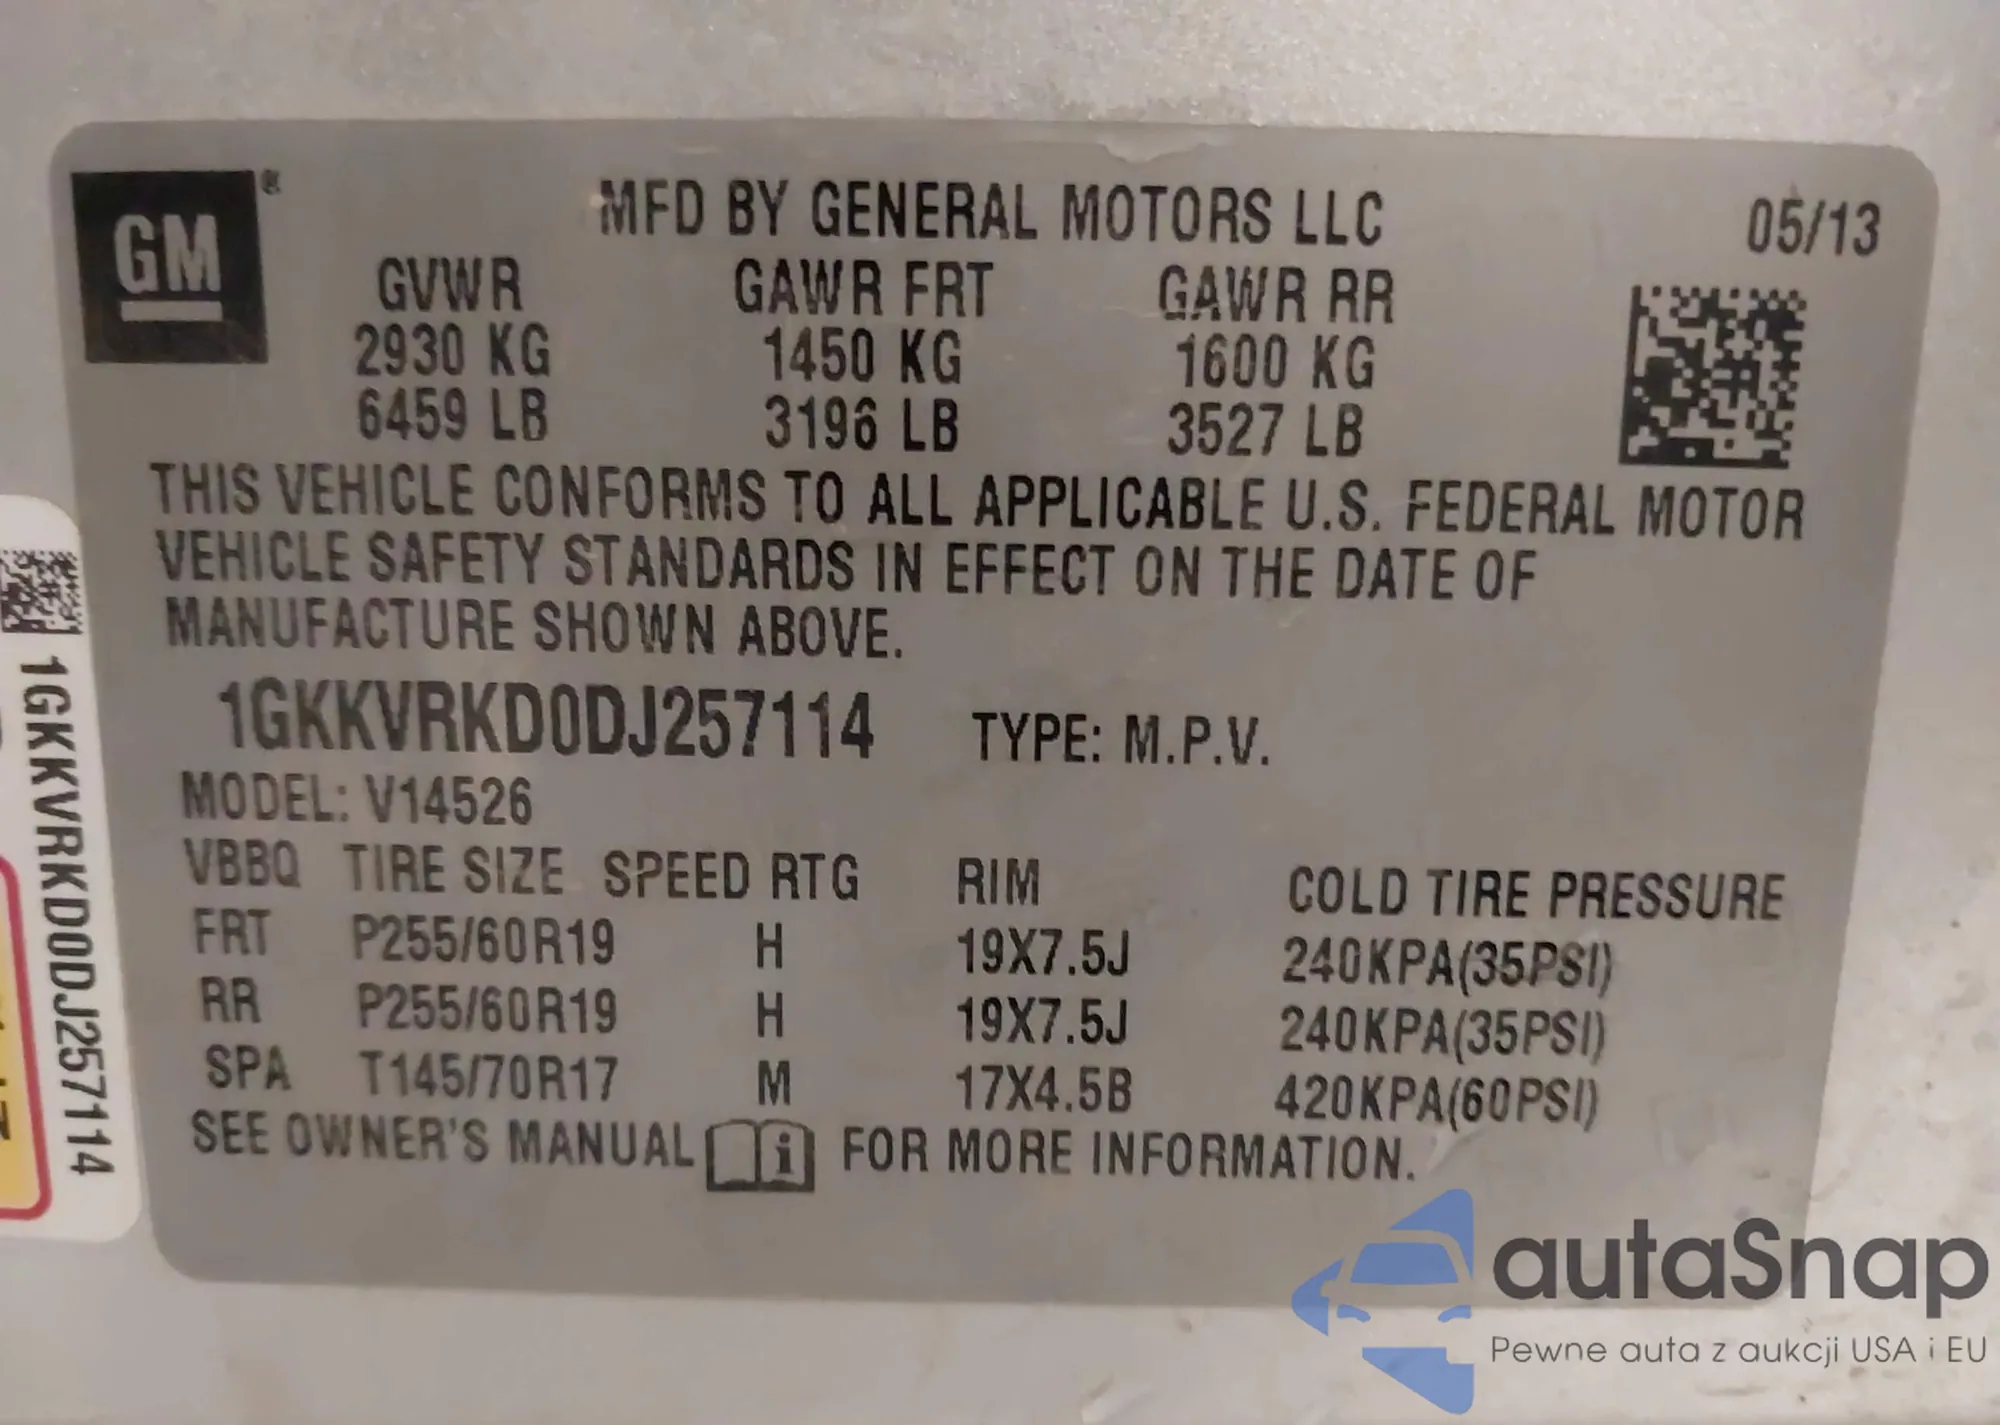 GM ®
MFD BY GENERAL MOTORS LLC 05/13
GVWR GAWR FRT GAWR RR
2930 KG 1450 KG 1600 KG
6459 LB 3196 LB 3527 LB
THIS VEHICLE CONFORMS TO ALL APPLICABLE U.S. FEDERAL MOTOR
VEHICLE SAFETY STANDARDS IN EFFECT ON THE DATE OF
MANUFACTURE SHOWN ABOVE.
1GKKVRKD0DJ257114 TYPE: M.P.V.
MODEL: V14526
VBBQ TIRE SIZE SPEED RTG RIM COLD TIRE PRESSURE
FRT P255/60R19 H 19X7.5J 240KPA(35PSI)
RR P255/60R19 H 19X7.5J 240KPA(35PSI)
SPA T145/70R17 M 17X4.5B 420KPA(60PSI)
SEE OWNER'S MANUAL i FOR MORE INFORMATION.
1GKKVRKD0DJ257114
autaSnap
Pewne auta z aukcji USA i EU